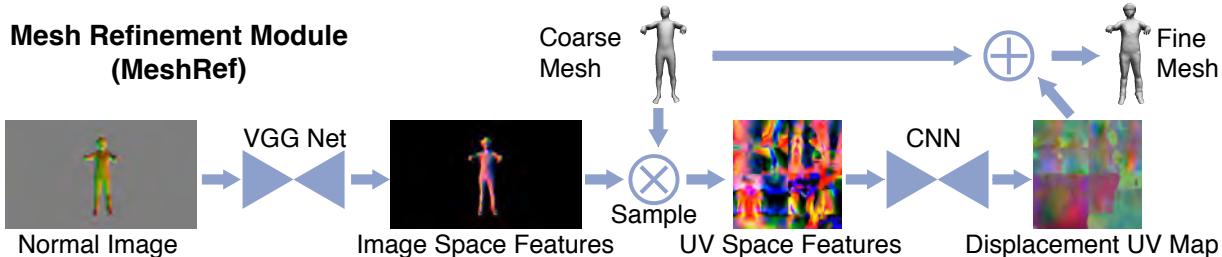 Mesh Refinement Module
(MeshRef)
Coarse
Mesh
Fine
Mesh
VGG Net
CNN
Sample
Normal Image
Image Space Features
UV Space Features
Displacement UV Map